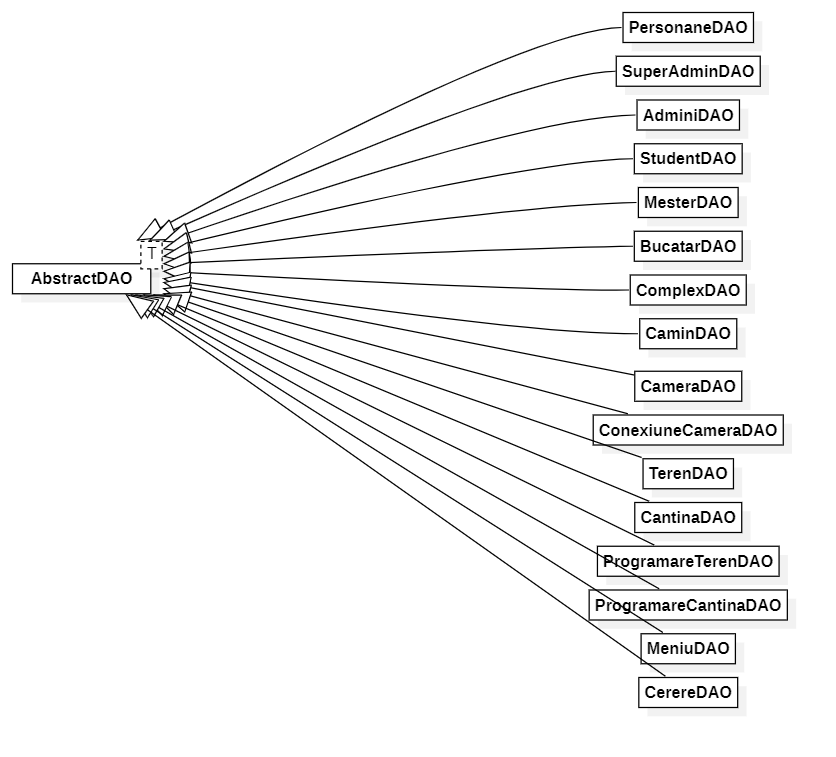 PersonaneDAO
SuperAdminDAO
AdminiDAO
StudentDAO
MesterDAO
T
BucatarDAO
AbstractDAO
ComplexDAO
CaminDAO
CameraDAO
ConexiuneCameraDAO
TerenDAO
CantinaDAO
ProgramareTerenDAO
ProgramareCantinaDAO
MeniuDAO
CerereDAO